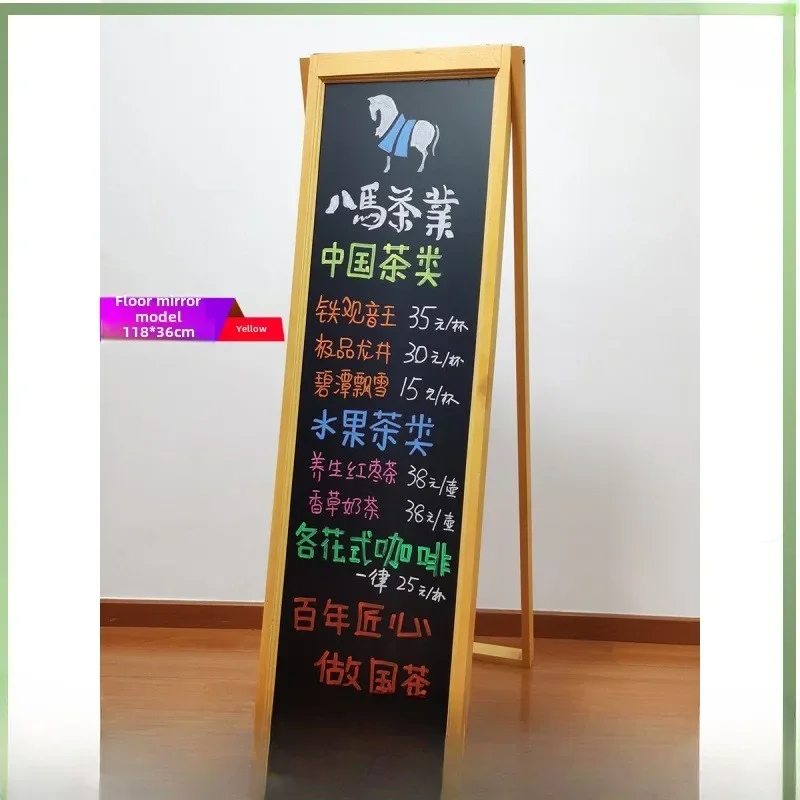 八馬茶業
中国茶类
铁观音王 35元/杯
极品龙井 30元/杯
碧潭飘雪 15元/杯
水果茶类
养生红枣茶 38元/壶
香草奶茶 38元/壶
各花式咖啡
一律 25元/杯
百年匠心
做国茶
Floor mirror
model
118*36cm
Yellow